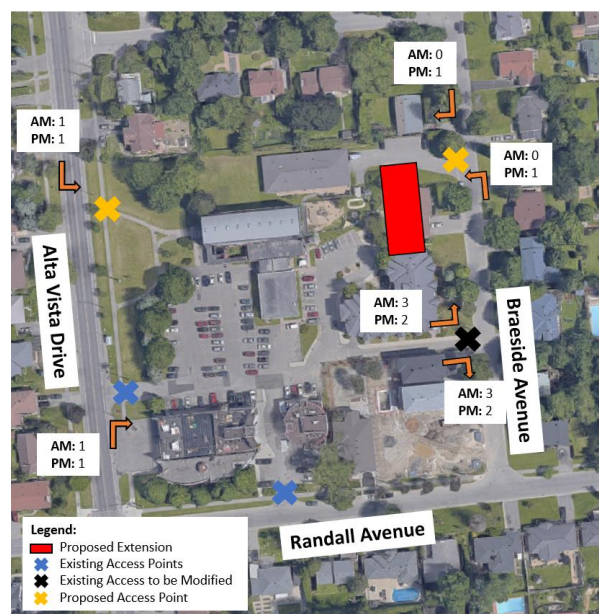 AM: 0
PM: 1
AM: 1
PM: 1
AM: 0
PM: 1
Alta Vista Drive
AM: 3
PM: 2
Braeside Avenue
AM: 3
PM: 2
AM: 1
PM: 1
Randall Avenue
Legend:
Proposed Extension
Existing Access Points
Existing Access to be Modified
Proposed Access Point